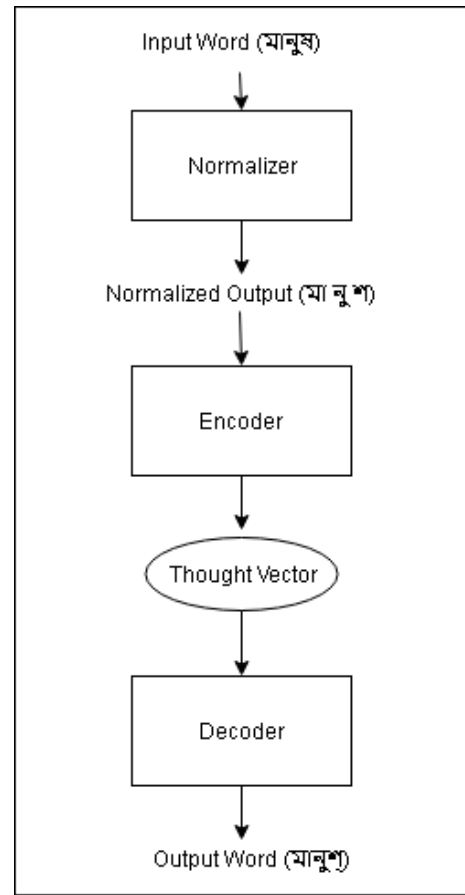 Input Word (মানুষ)
Normalizer
Normalized Output (মা নু শ)
Encoder
Thought Vector
Decoder
Output Word (মানুশ্)